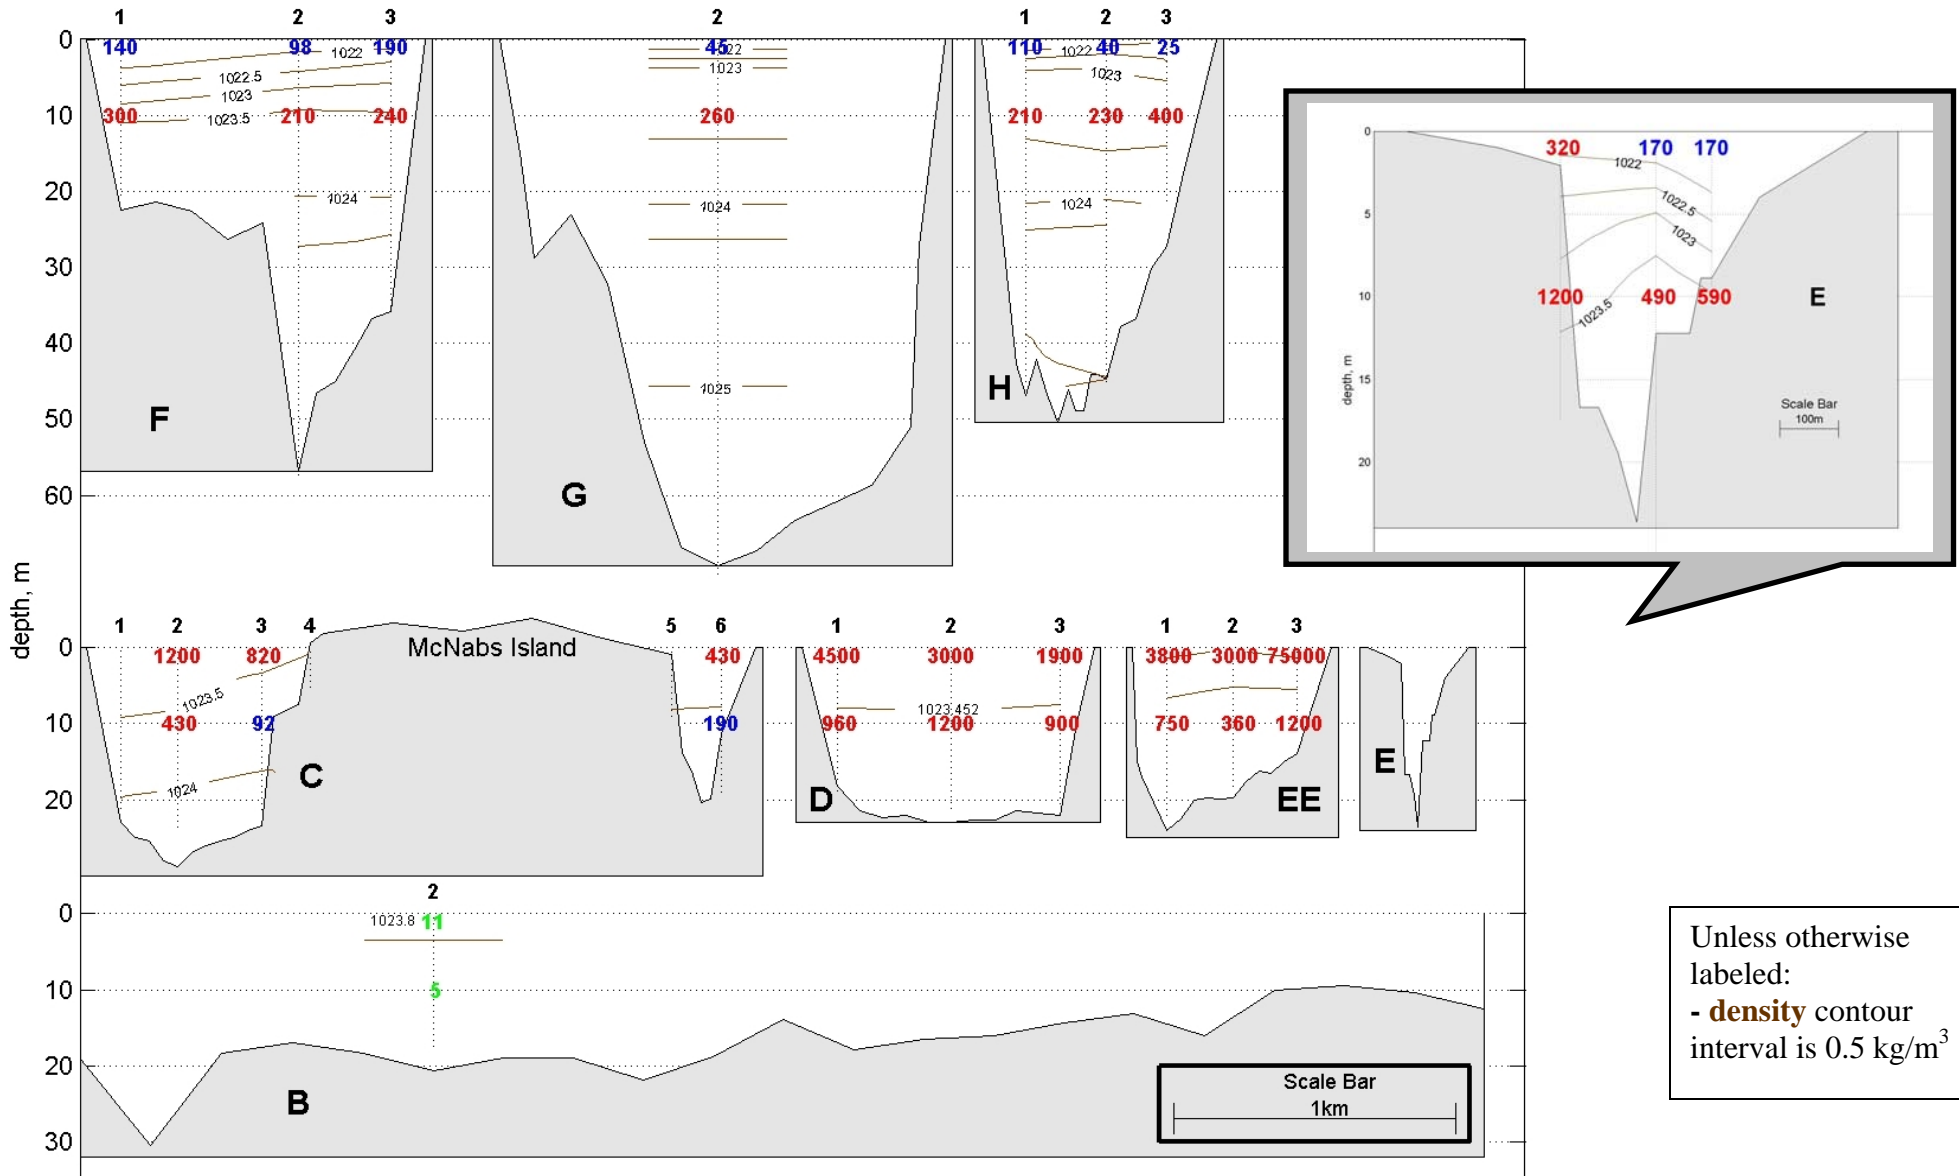 1 2 3
2
1 2 3
0
140 98 190
1022
1022.5
1023
1023.5
10
300 210 240
20
1024
30
40
50
60
F
45
1022
1023
260
1024
1025
G
110 40 25
1022
1023
210 230 400
1024
H
0
320 170 170
1022
5
1022.5
1023
10
1200 490 590
1023.5
E
15
20
depth, m
Scale Bar
100m
depth, m
1 2 3 4 5 6
McNabs Island
0
1200 820 430
1023.5
10
430 92 190
1024
20
C
1 2 3
4500 3000 1900
1023.452
960 1200 900
D
1 2 3
3800 3000 75000
750 360 1200
EE
E
2
0
1023.8 11
10
5
20
30
B
Scale Bar
1km
Unless otherwise
labeled:
- density contour
interval is 0.5 kg/m³